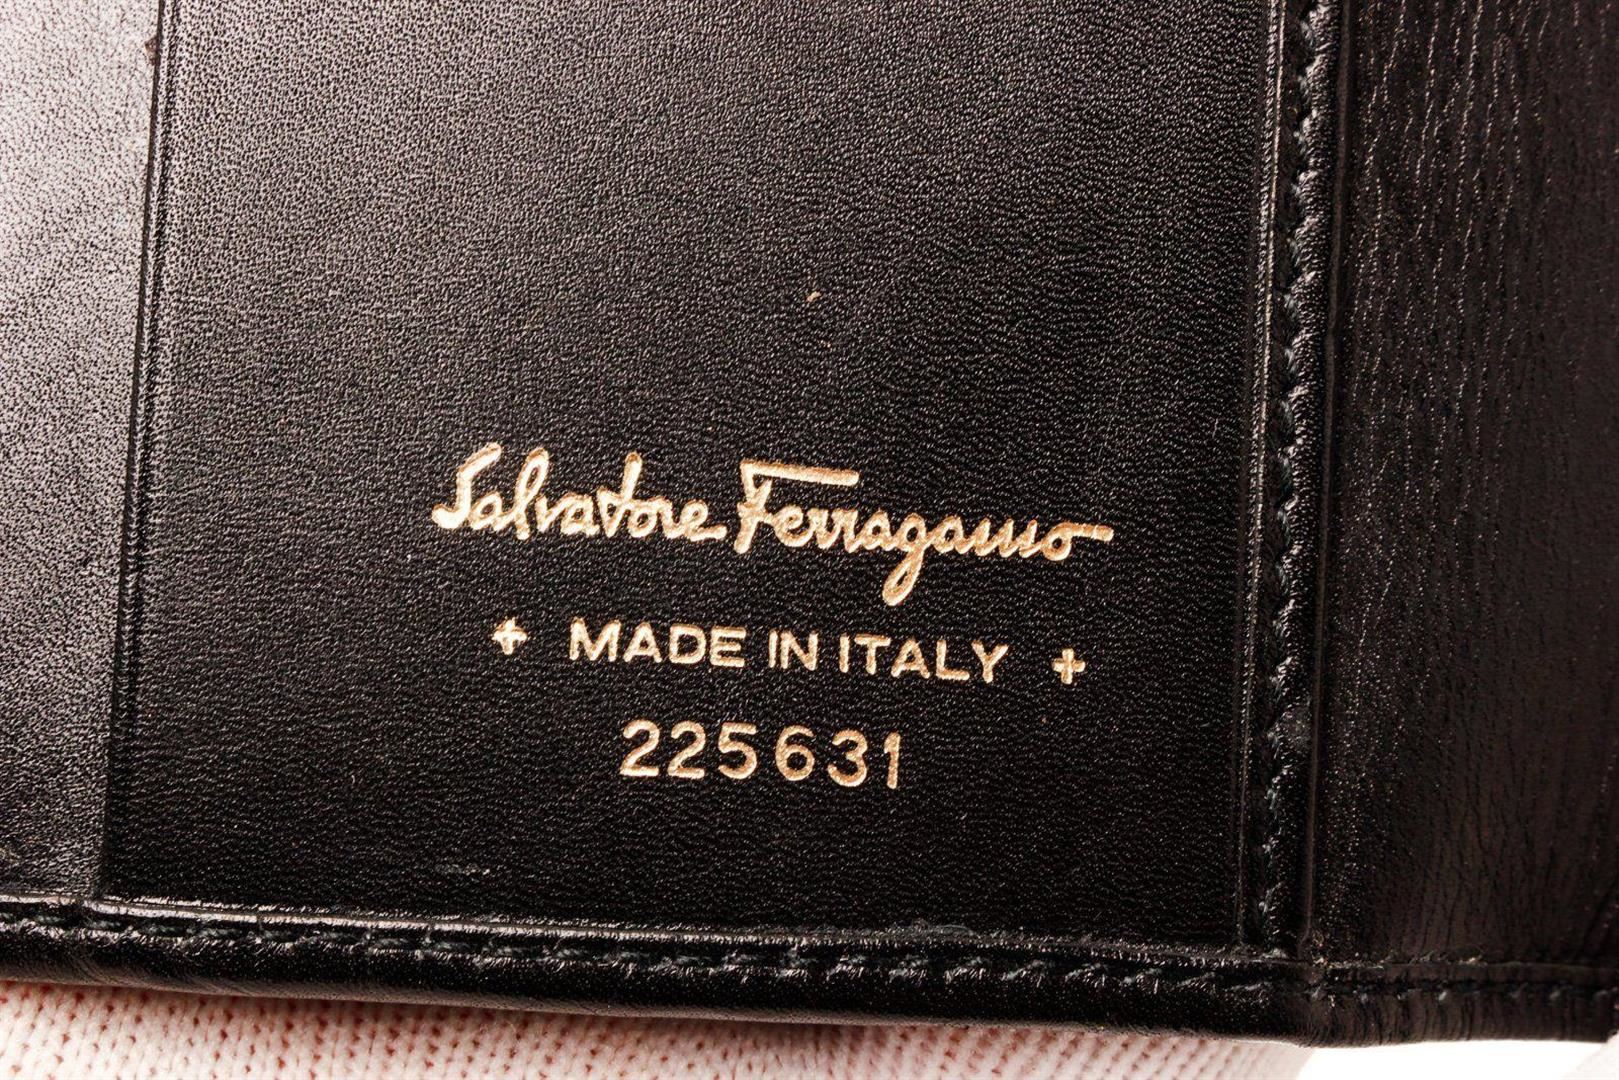 Salvatore Ferragamo
+ MADE IN ITALY +
225631